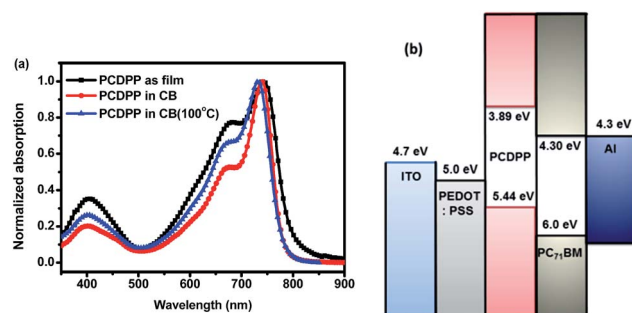 (a)
PCDPP as film
PCDPP in CB
PCDPP in CB(100°C)
Normalized absorption
1.0
0.8
0.6
0.4
0.2
0.0
400 500 600 700 800 900
Wavelength (nm)
(b)
4.7 eV
ITO
5.0 eV
PEDOT
: PSS
3.89 eV
PCDPP
5.44 eV
4.30 eV
6.0 eV
PC₇₁BM
4.3 eV
Al